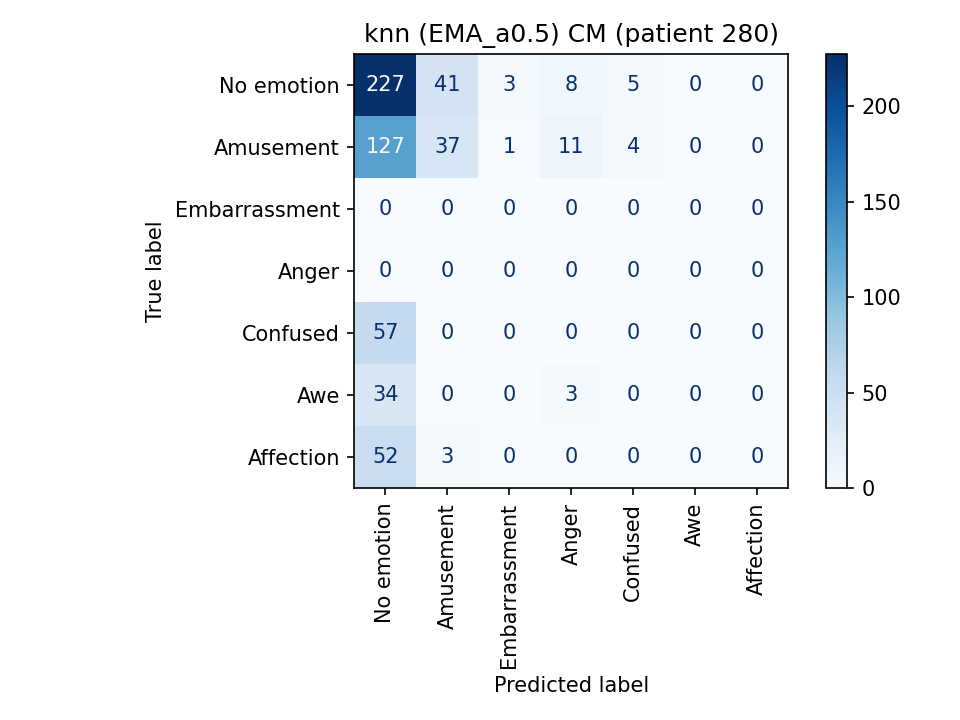 knn (EMA_a0.5) CM (patient 280)
True label
No emotion 227 41 3 8 5 0 0
Amusement 127 37 1 11 4 0 0
Embarrassment 0 0 0 0 0 0 0
Anger 0 0 0 0 0 0 0
Confused 57 0 0 0 0 0 0
Awe 34 0 0 3 0 0 0
Affection 52 3 0 0 0 0 0
No emotion
Amusement
Embarrassment
Anger
Confused
Awe
Affection
Predicted label
200
150
100
50
0